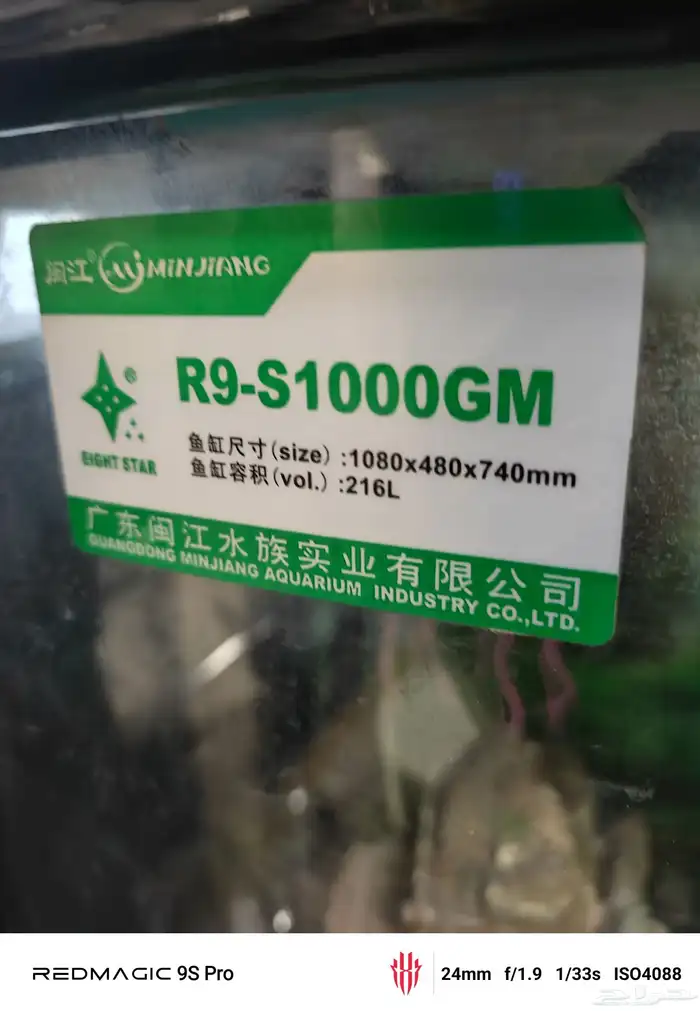 闽江® MINJIANG
R9-S1000GM
®
EIGHT STAR
鱼缸尺寸(size) :1080x480x740mm
鱼缸容积(vol.) :216L
广东闽江水族实业有限公司
GUANGDONG MINJIANG AQUARIUM INDUSTRY CO.,LTD.
REDMAGIC 9S Pro
24mm f/1.9 1/33s ISO4088
حراج